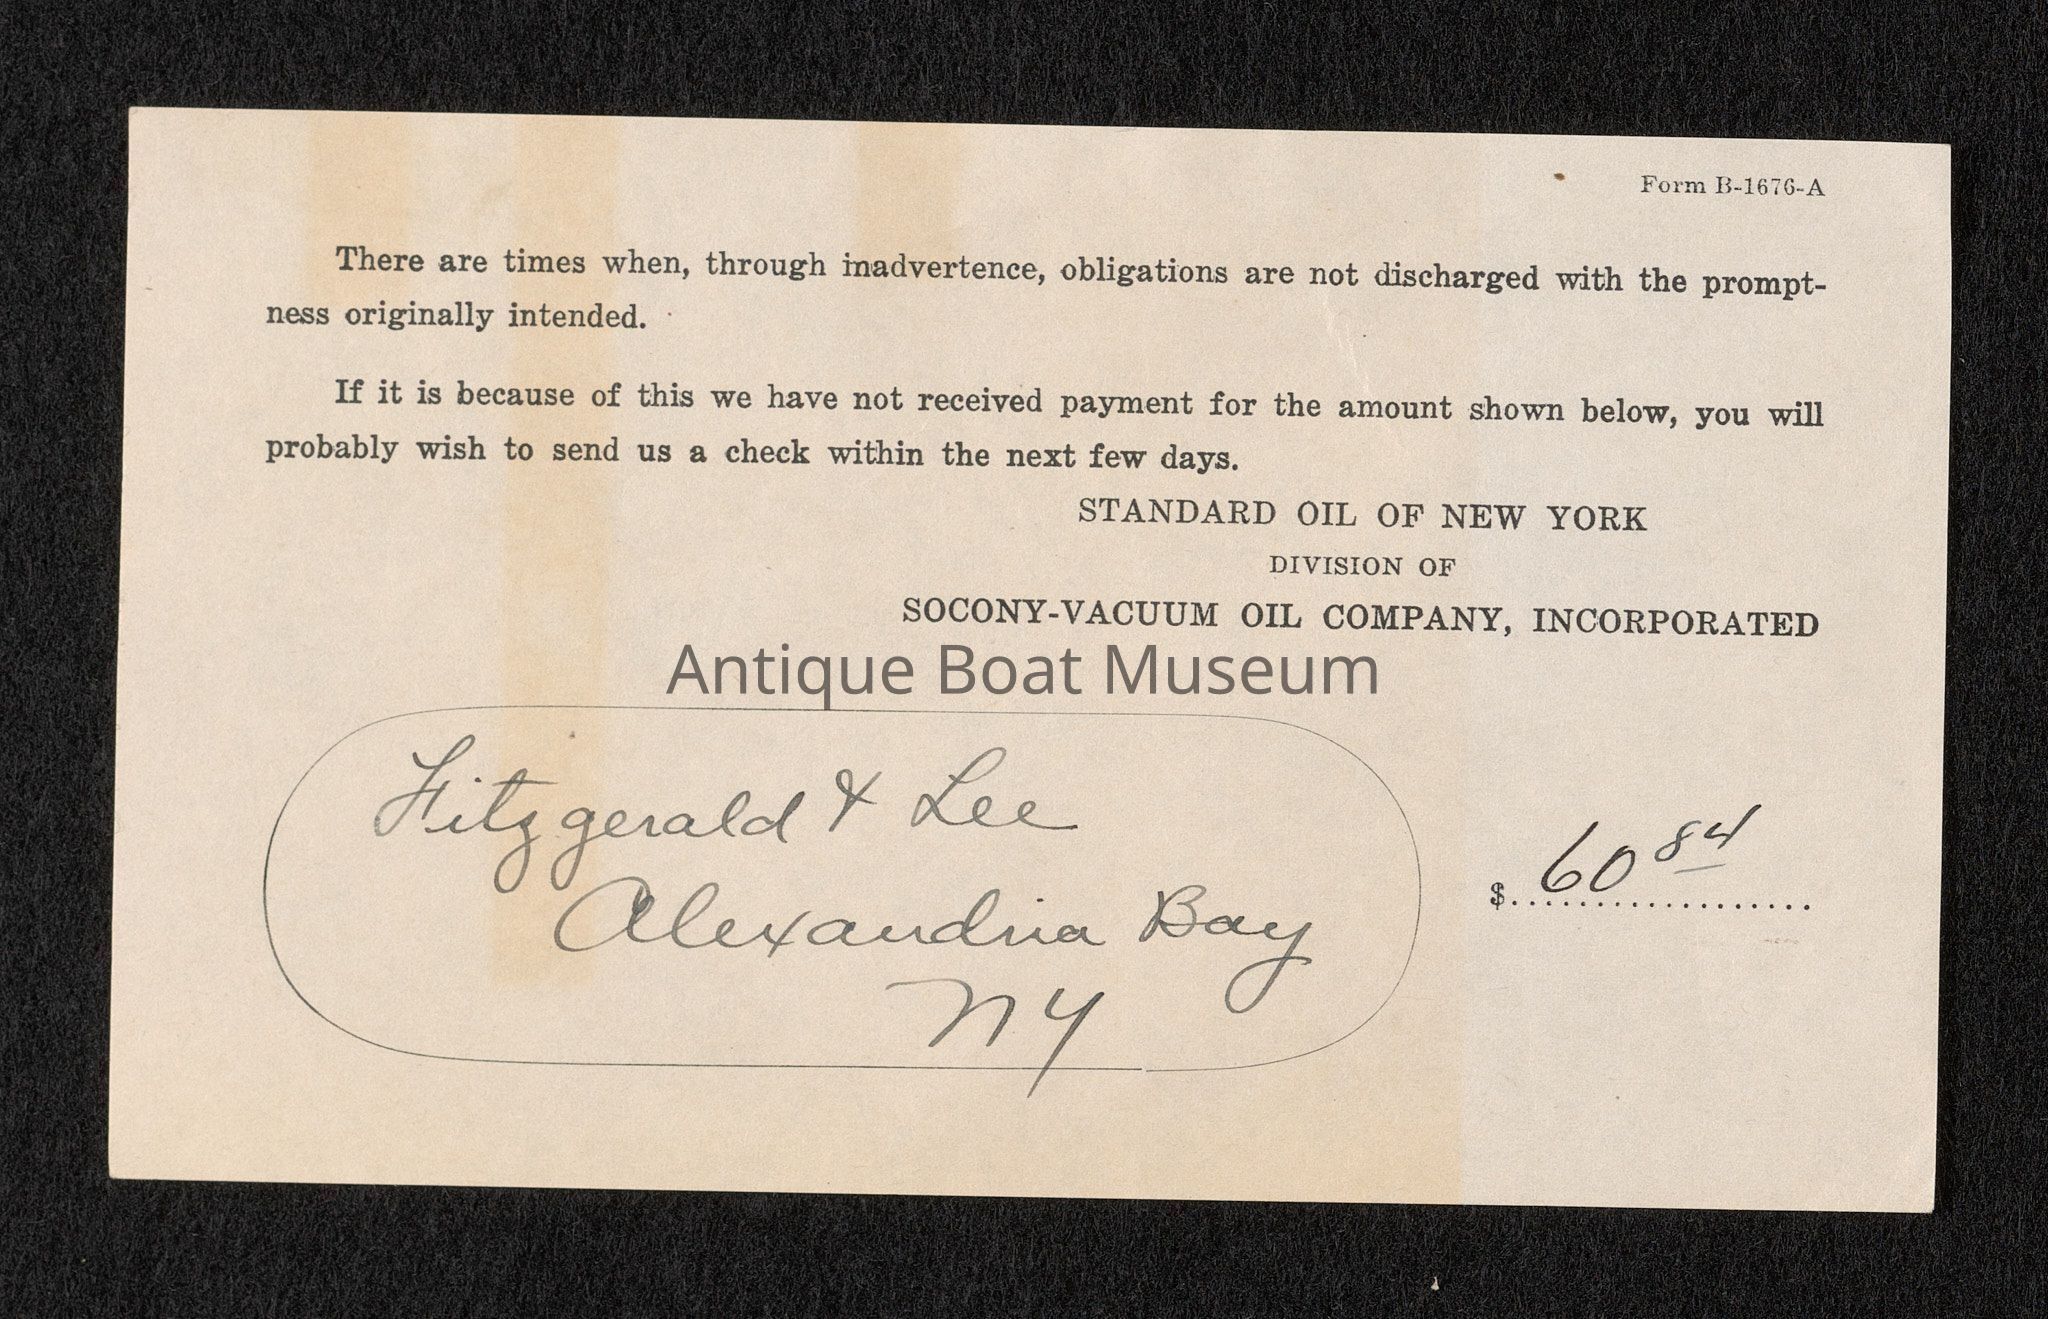 Form B-1676-A
There are times when, through inadvertence, obligations are not discharged with the prompt-
ness originally intended.
If it is because of this we have not received payment for the amount shown below, you will
probably wish to send us a check within the next few days.
STANDARD OIL OF NEW YORK
DIVISION OF
SOCONY-VACUUM OIL COMPANY, INCORPORATED
Antique Boat Museum
Fitzgerald & Lee
Alexandria Bay
NY
$ 60 84